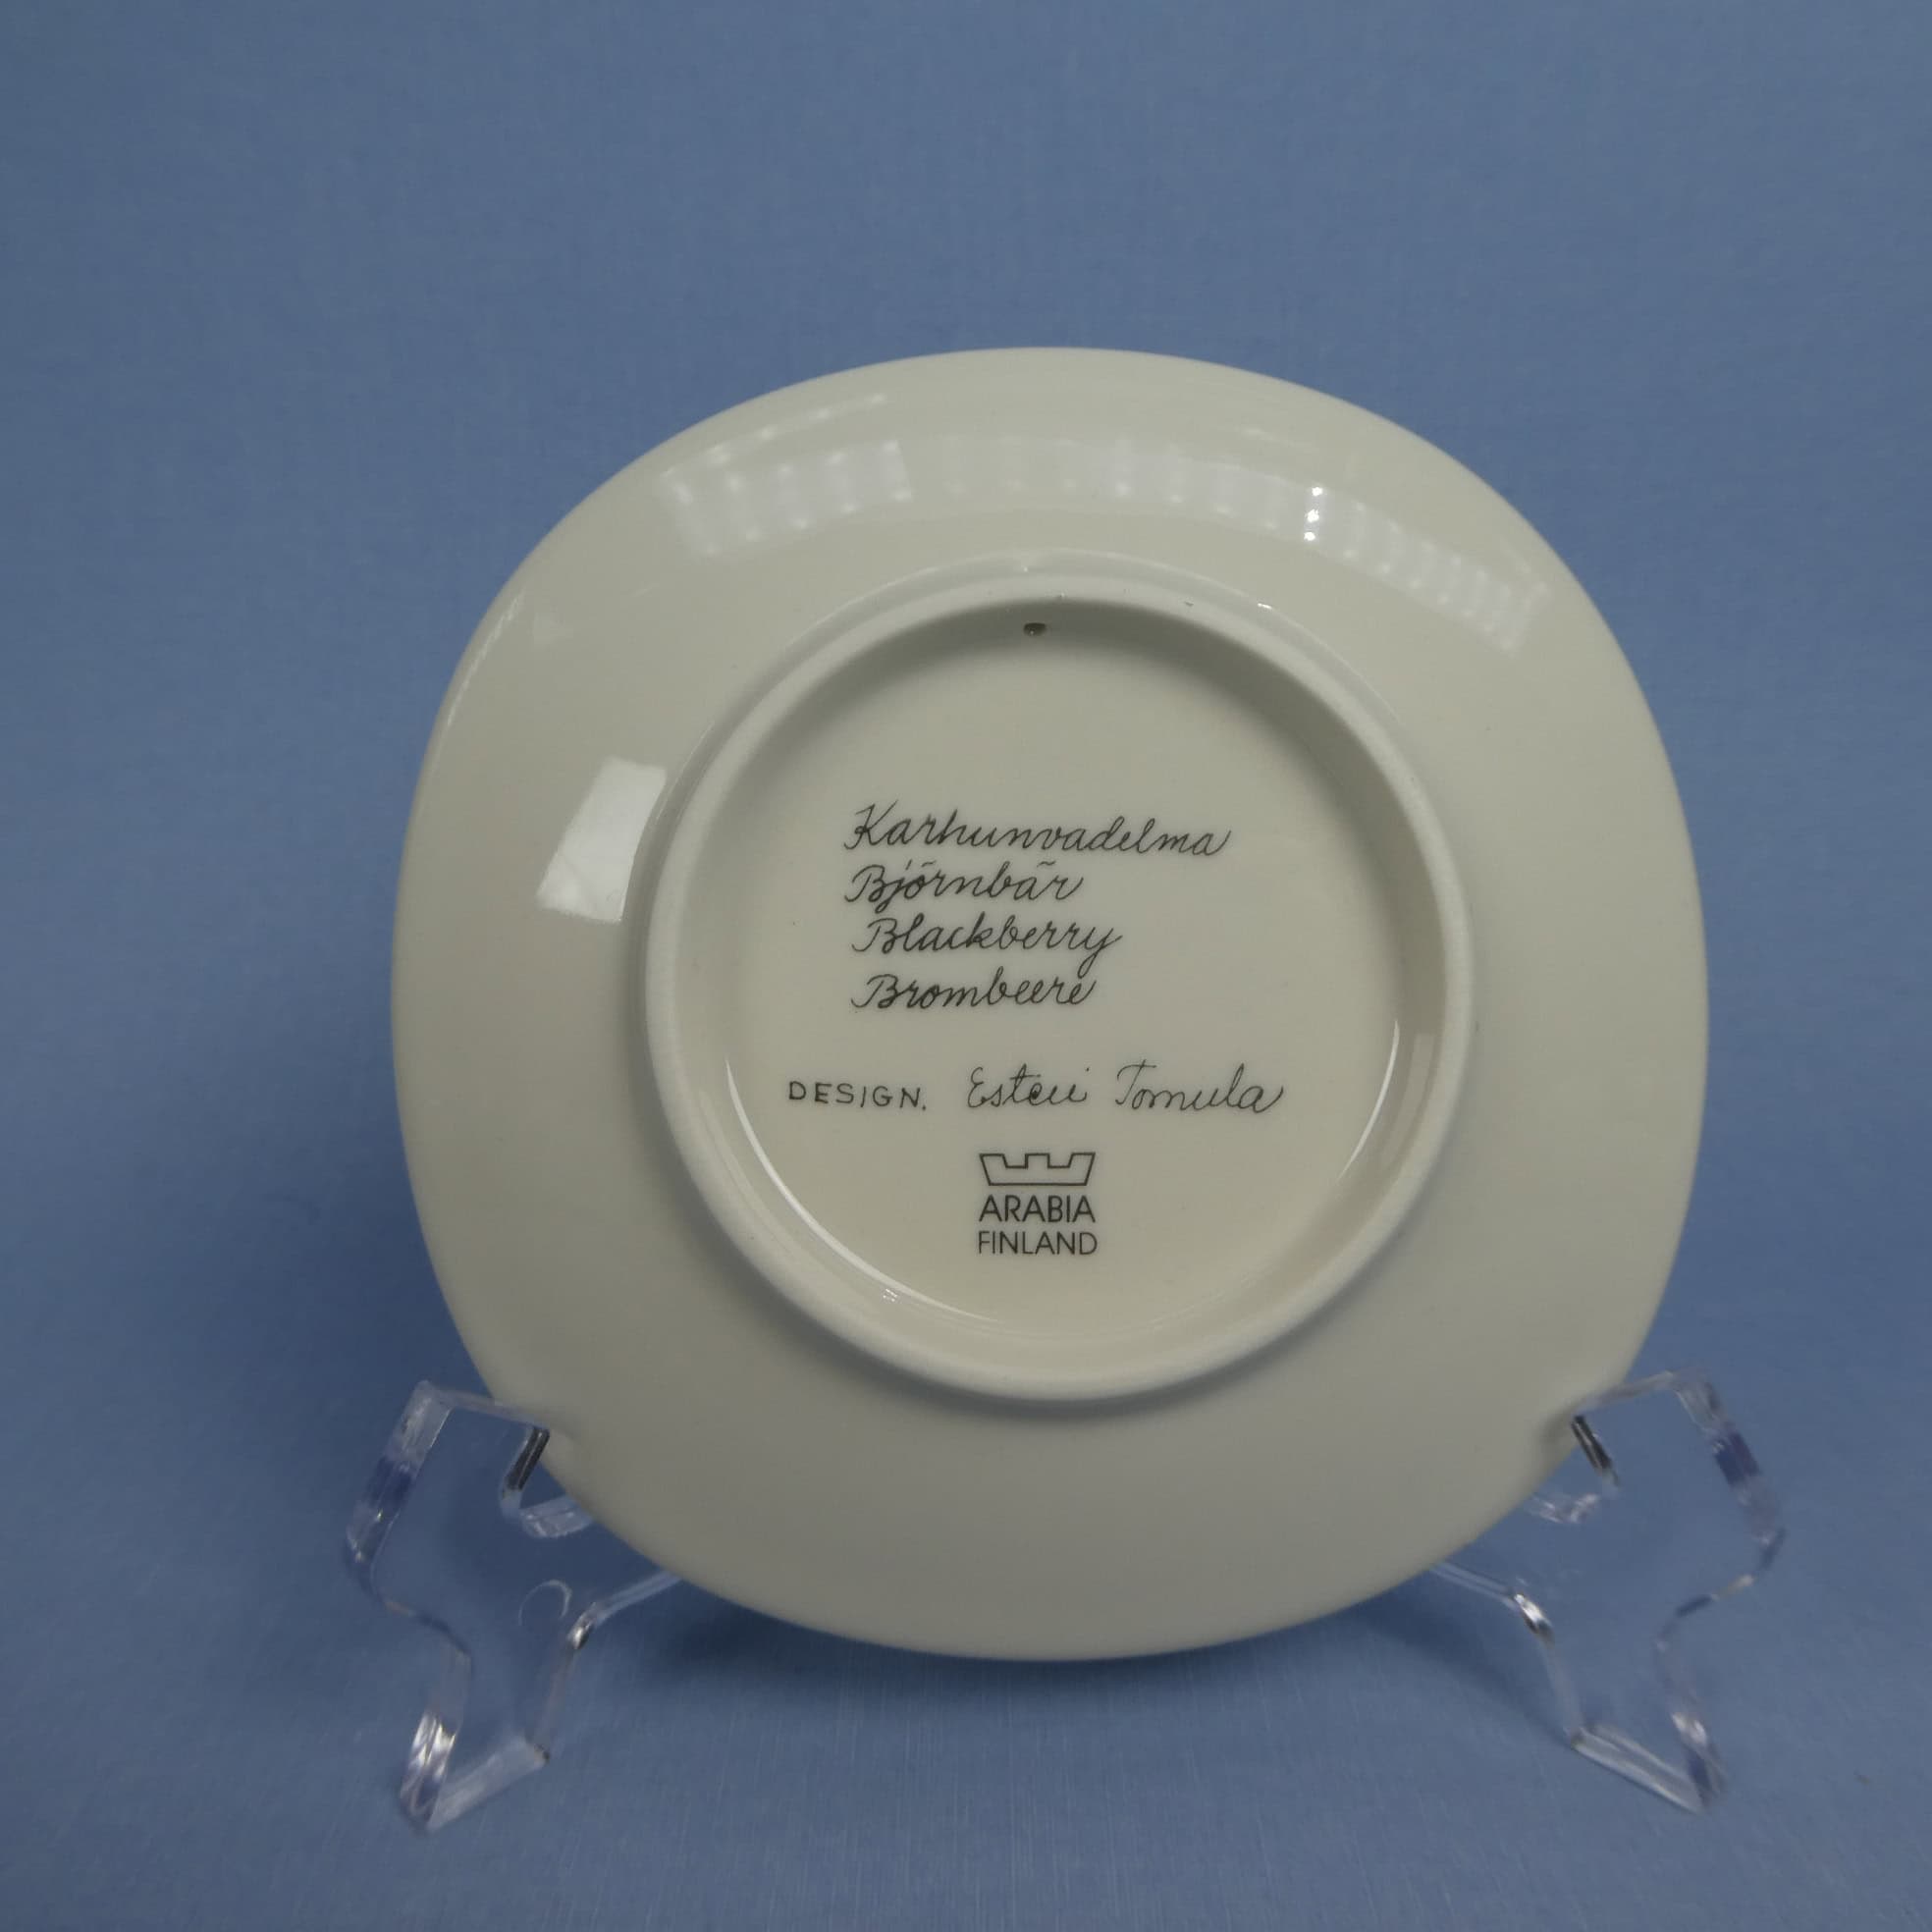 Karhunvadelma
Björnbär
Blackberry
Brombeere
DESIGN. Esteri Tomula
ARABIA
FINLAND